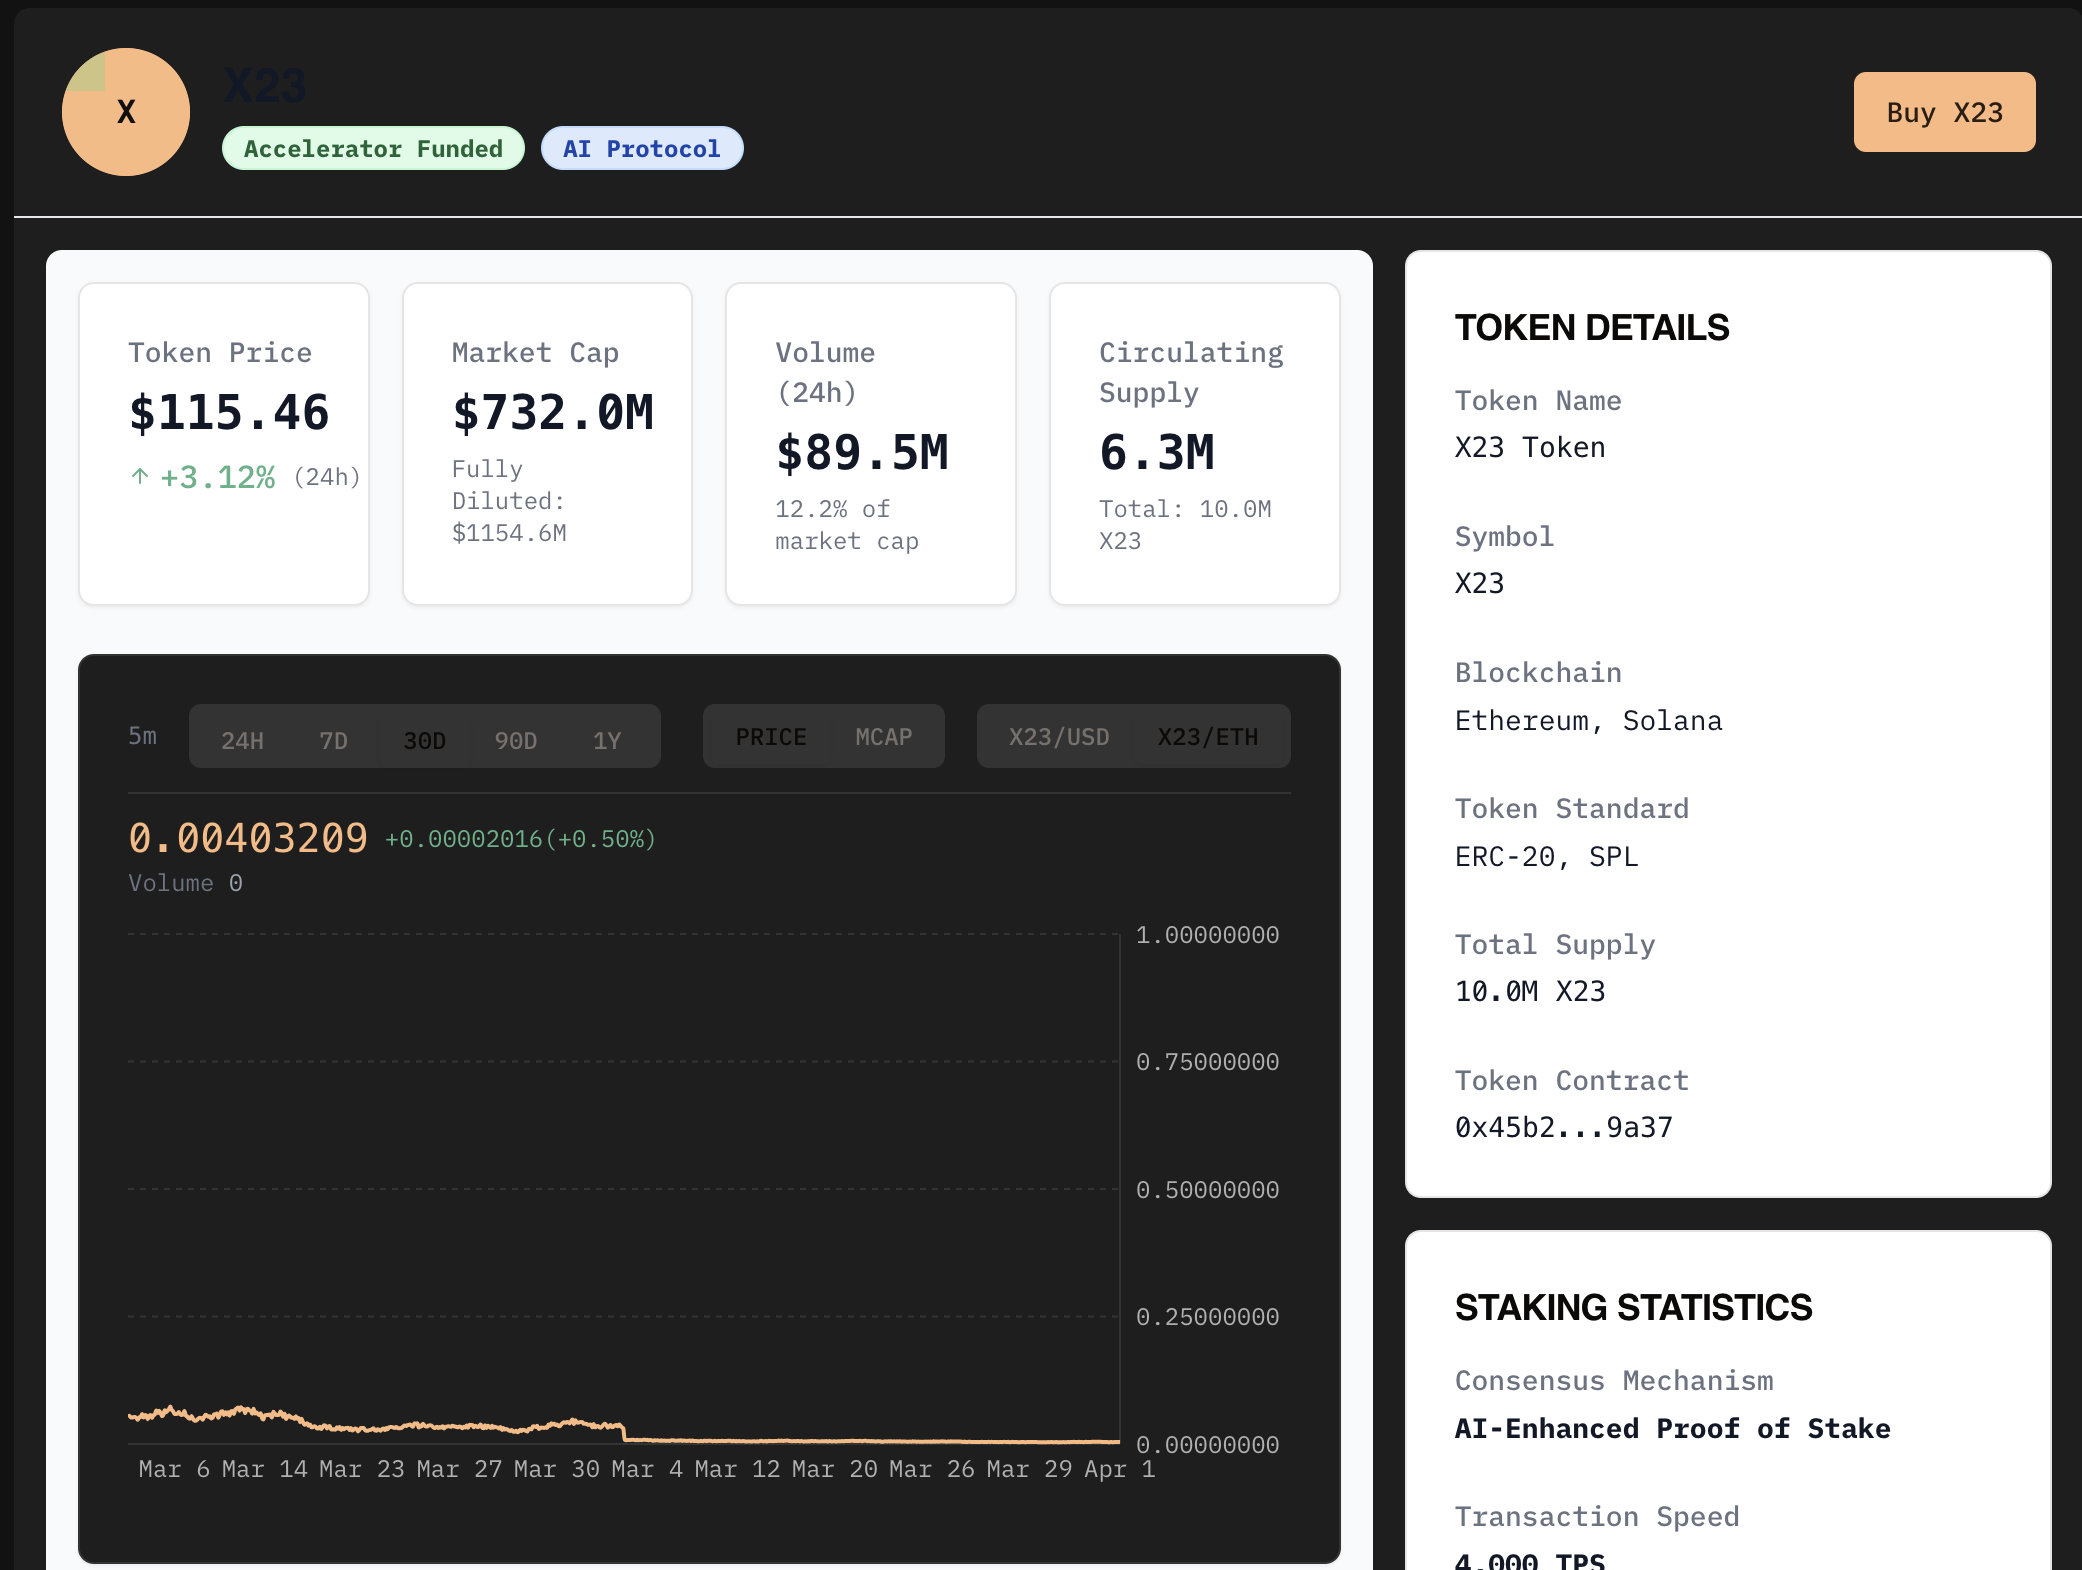 X
X23
Accelerator Funded
AI Protocol
Buy X23
Token Price
$115.46
↑ +3.12% (24h)
Market Cap
$732.0M
Fully
Diluted:
$1154.6M
Volume
(24h)
$89.5M
12.2% of
market cap
Circulating
Supply
6.3M
Total: 10.0M
X23
5m
24H 7D 30D 90D 1Y
PRICE MCAP
X23/USD X23/ETH
0.00403209 +0.00002016(+0.50%)
Volume 0
1.00000000
0.75000000
0.50000000
0.25000000
0.00000000
Mar 6 Mar 14 Mar 23 Mar 27 Mar 30 Mar 4 Mar 12 Mar 20 Mar 26 Mar 29 Apr 1
TOKEN DETAILS
Token Name
X23 Token
Symbol
X23
Blockchain
Ethereum, Solana
Token Standard
ERC-20, SPL
Total Supply
10.0M X23
Token Contract
0x45b2...9a37
STAKING STATISTICS
Consensus Mechanism
AI-Enhanced Proof of Stake
Transaction Speed
4,000 TPS